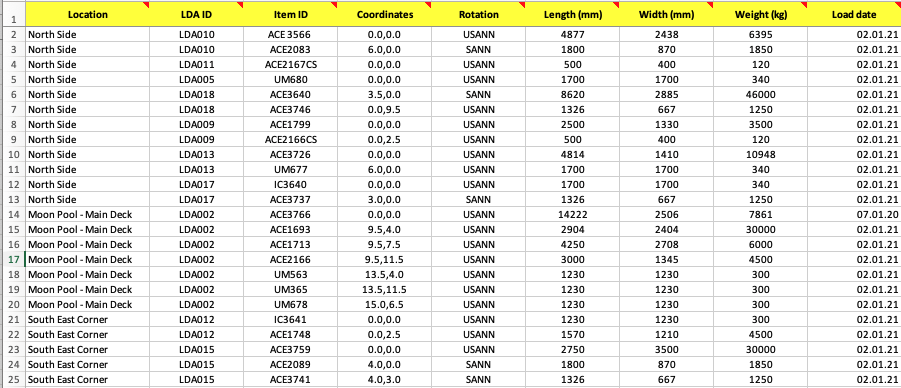 1 Location LDA ID Item ID Coordinates Rotation Length (mm) Width (mm) Weight (kg) Load date
2 North Side LDA010 ACE3566 0.0,0.0 USANN 4877 2438 6395 02.01.21
3 North Side LDA010 ACE2083 6.0,0.0 SANN 1800 870 1850 02.01.21
4 North Side LDA011 ACE2167CS 0.0,0.0 USANN 500 400 120 02.01.21
5 North Side LDA005 UM680 0.0,0.0 USANN 1700 1700 340 02.01.21
6 North Side LDA018 ACE3640 3.5,0.0 SANN 8620 2885 46000 02.01.21
7 North Side LDA018 ACE3746 0.0,9.5 USANN 1326 667 1250 02.01.21
8 North Side LDA009 ACE1799 0.0,0.0 USANN 2500 1330 3500 02.01.21
9 North Side LDA009 ACE2166CS 0.0,2.5 USANN 500 400 120 02.01.21
10 North Side LDA013 ACE3726 0.0,0.0 USANN 4814 1410 10948 02.01.21
11 North Side LDA013 UM677 6.0,0.0 USANN 1700 1700 340 02.01.21
12 North Side LDA017 IC3640 0.0,0.0 USANN 1700 1700 340 02.01.21
13 North Side LDA017 ACE3737 3.0,0.0 SANN 1326 667 1250 02.01.21
14 Moon Pool - Main Deck LDA002 ACE3766 0.0,0.0 USANN 14222 2506 7861 07.01.20
15 Moon Pool - Main Deck LDA002 ACE1693 9.5,4.0 USANN 2904 2404 30000 02.01.21
16 Moon Pool - Main Deck LDA002 ACE1713 9.5,7.5 USANN 4250 2708 6000 02.01.21
17 Moon Pool - Main Deck LDA002 ACE2166 9.5,11.5 USANN 3000 1345 4500 02.01.21
18 Moon Pool - Main Deck LDA002 UM563 13.5,4.0 USANN 1230 1230 300 02.01.21
19 Moon Pool - Main Deck LDA002 UM365 13.5,11.5 USANN 1230 1230 300 02.01.21
20 Moon Pool - Main Deck LDA002 UM678 15.0,6.5 USANN 1230 1230 300 02.01.21
21 South East Corner LDA012 IC3641 0.0,0.0 USANN 1230 1230 300 02.01.21
22 South East Corner LDA012 ACE1748 0.0,2.5 USANN 1570 1210 4500 02.01.21
23 South East Corner LDA015 ACE3759 0.0,0.0 USANN 2750 3500 30000 02.01.21
24 South East Corner LDA015 ACE2089 4.0,0.0 SANN 1800 870 1850 02.01.21
25 South East Corner LDA015 ACE3741 4.0,3.0 SANN 1326 667 1250 02.01.21